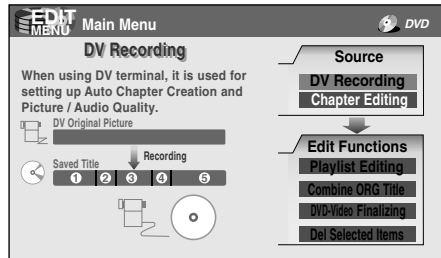 EDIT
MENU
Main Menu
DVD
DV Recording
When using DV terminal, it is used for
setting up Auto Chapter Creation and
Picture / Audio Quality.
DV Original Picture
Recording
Saved Title
1 2 3 4 5
Source
DV Recording
Chapter Editing
Edit Functions
Playlist Editing
Combine ORG Title
DVD-Video Finalizing
Del Selected Items